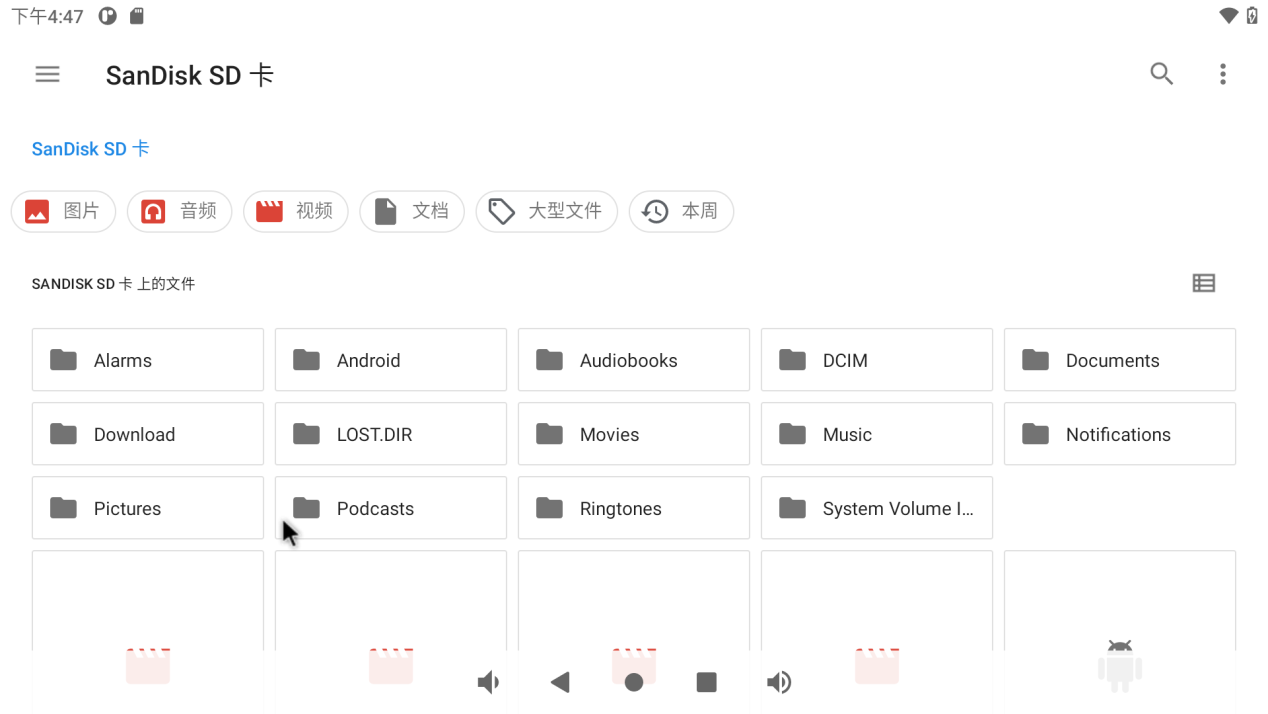 下午4:47
SanDisk SD 卡
SanDisk SD 卡
图片 音频 视频 文档 大型文件 本周
SANDISK SD 卡 上的文件
Alarms Android Audiobooks DCIM Documents
Download LOST.DIR Movies Music Notifications
Pictures Podcasts Ringtones System Volume I…